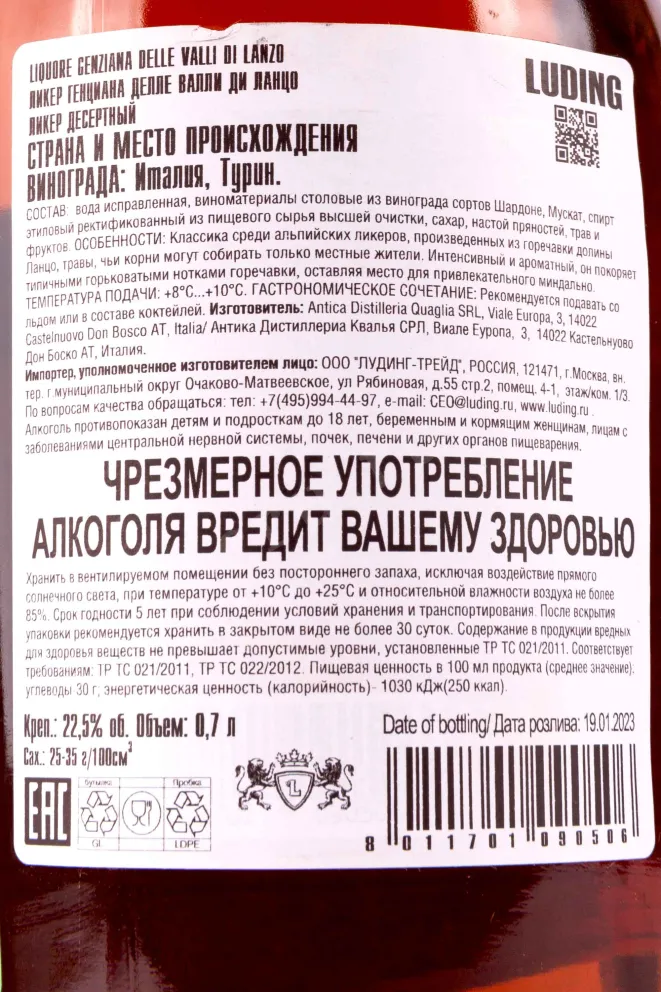 LIQUORE GENZIANA DELLE VALLI DI LANZO
ЛИКЕР ГЕНЦИАНА ДЕЛЛЕ ВАЛЛИ ДИ ЛАНЦО
ЛИКЕР ДЕСЕРТНЫЙ
LUDING
СТРАНА И МЕСТО ПРОИСХОЖДЕНИЯ
ВИНОГРАДА: Италия, Турин.
СОСТАВ: вода исправленная, виноматериалы столовые из винограда сортов Шардоне, Мускат, спирт
этиловый ректификованный из пищевого сырья высшей очистки, сахар, настой пряностей, трав и
фруктов. ОСОБЕННОСТИ: Классика среди альпийских ликеров, произведенных из горечавки долины
Ланцо, травы, чьи корни могут собирать только местные жители. Интенсивный и ароматный, он покоряет
типичными горьковатыми нотками горечавки, оставляя место для привлекательного миндально.
ТЕМПЕРАТУРА ПОДАЧИ: +8°C...+10°C. ГАСТРОНОМИЧЕСКОЕ СОЧЕТАНИЕ: Рекомендуется подавать со
льдом или в составе коктейлей. Изготовитель: Antica Distilleria Quaglia SRL, Viale Europa, 3, 14022
Castelnuovo Don Bosco AT, Italia/ Антика Дистиллериа Квалья СРЛ, Виале Еуропа, 3, 14022 Кастельнуово
Дон Боско АТ, Италия.
Импортер, уполномоченное изготовителем лицо: ООО "ЛУДИНГ-ТРЕЙД", РОССИЯ, 121471, г.Москва, вн.
тер. г.муниципальный округ Очаково-Матвеевское, ул Рябиновая, д.55 стр.2, помещ. 4-1, этаж/ком. 1/3.
По вопросам качества обращаться: тел: +7(495)994-44-97, e-mail: CEO@luding.ru, www.luding.ru .
Алкоголь противопоказан детям и подросткам до 18 лет, беременным и кормящим женщинам, лицам с
заболеваниями центральной нервной системы, почек, печени и других органов пищеварения.
ЧРЕЗМЕРНОЕ УПОТРЕБЛЕНИЕ
АЛКОГОЛЯ ВРЕДИТ ВАШЕМУ ЗДОРОВЬЮ
Хранить в вентилируемом помещении без постороннего запаха, исключая воздействие прямого
солнечного света, при температуре от +10°C до +25°C и относительной влажности воздуха не более
85%. Срок годности 5 лет при соблюдении условий хранения и транспортирования. После вскрытия
упаковки рекомендуется хранить в закрытом виде не более 30 суток. Содержание в продукции вредных
для здоровья веществ не превышает допустимые уровни, установленные ТР ТС 021/2011. Соответствует
требованиям: ТР ТС 021/2011, ТР ТС 022/2012. Пищевая ценность в 100 мл продукта (среднее значение):
углеводы 30 г; энергетическая ценность (калорийность)- 1030 кДж(250 ккал).
Креп.: 22,5% об. Объем: 0,7 л
Сах.: 25-35 г/100см³
Date of bottling/ Дата розлива: 19.01.2023
EAC
бутылка
GL
Пробка
LDPE
L
8 011701 090506